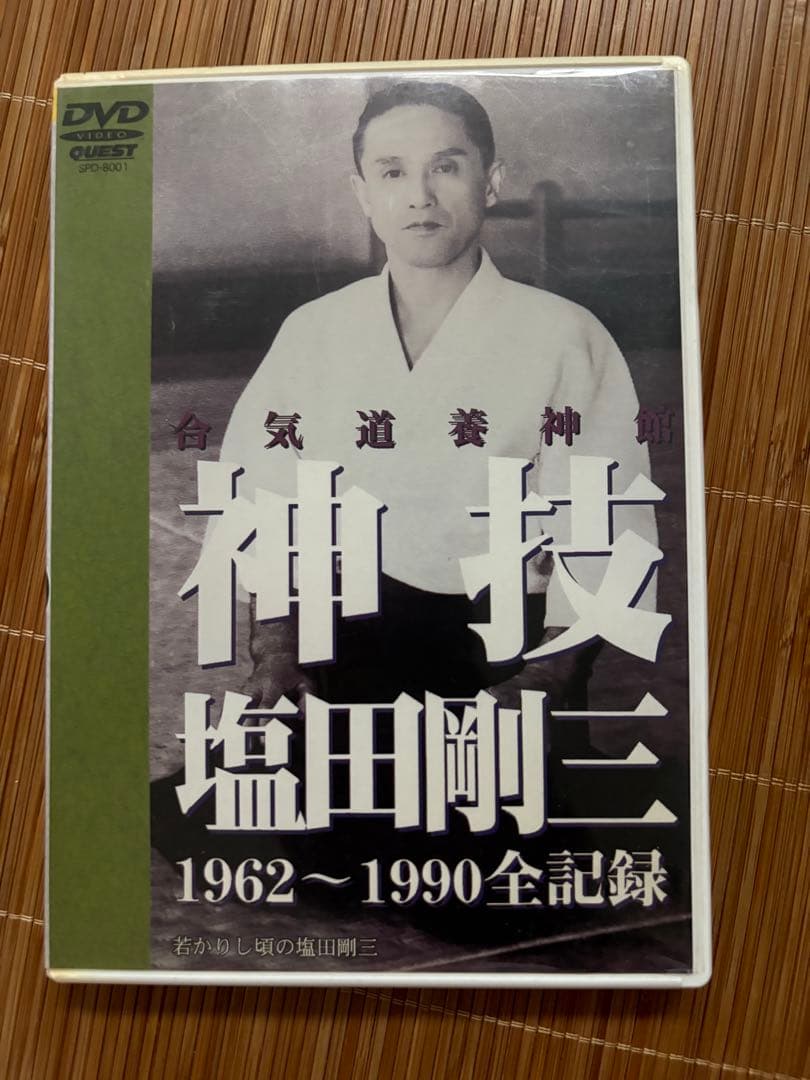 DVD
VIDEO
QUEST
SPD-8001
合気道養神館
神技
塩田剛三
1962～1990全記録
若かりし頃の塩田剛三